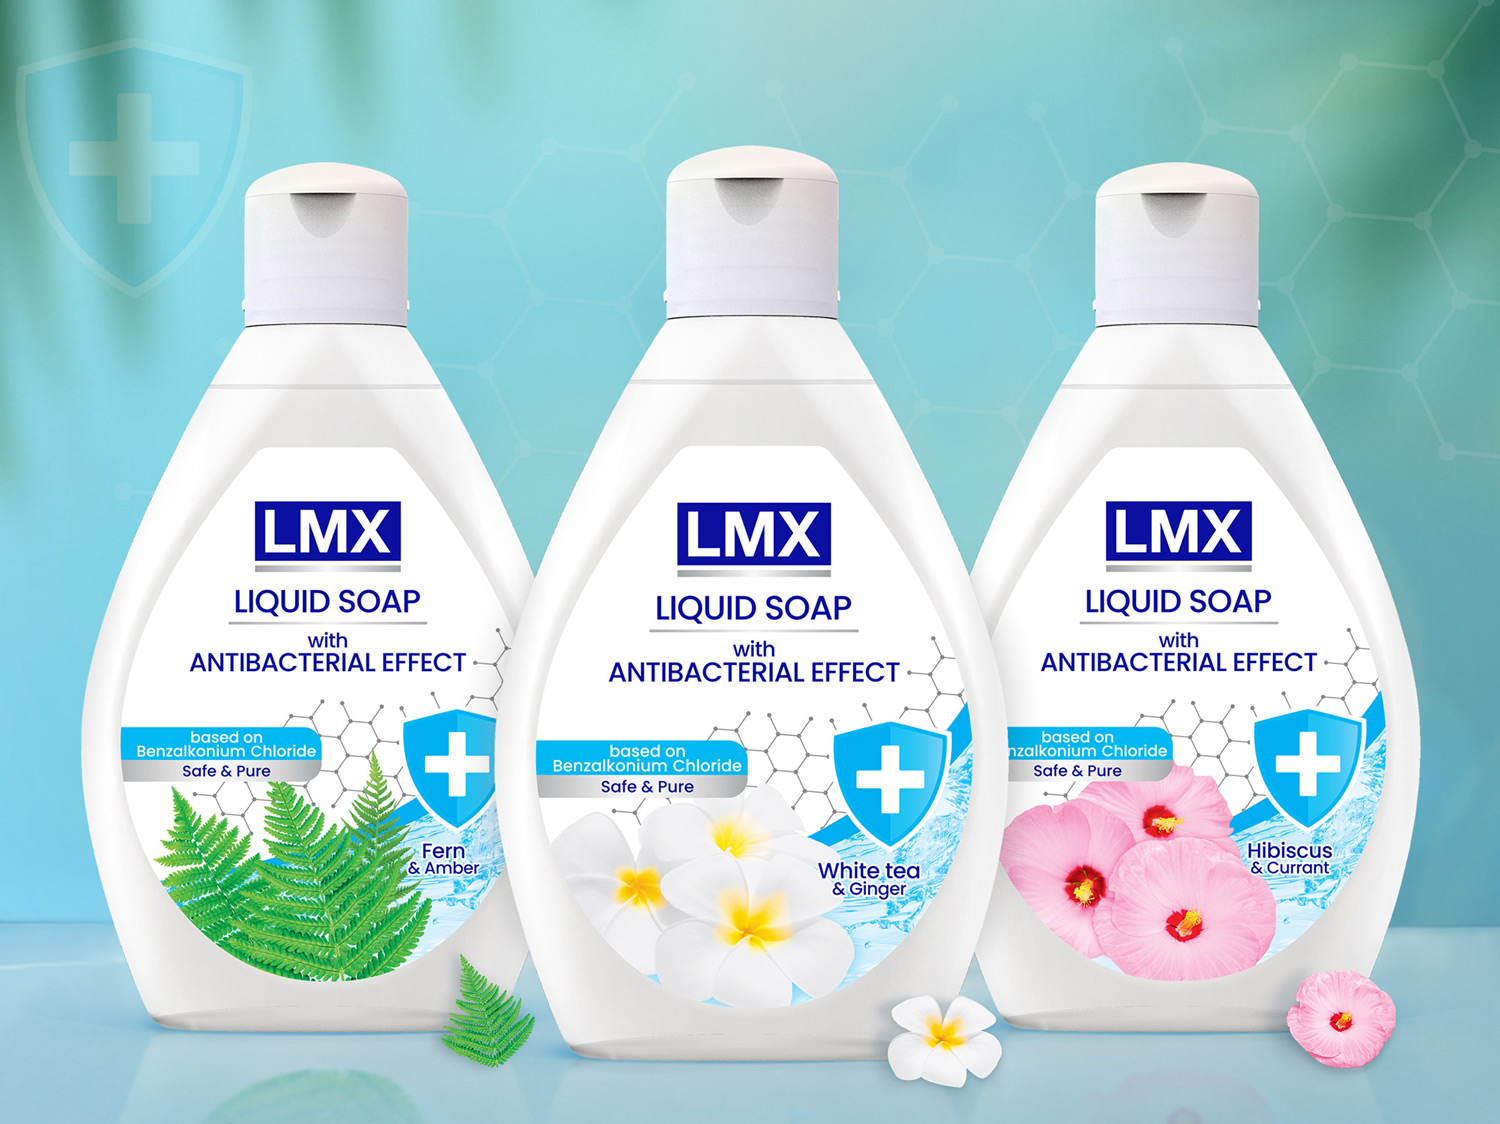 LMX
LIQUID SOAP
with
ANTIBACTERIAL EFFECT
based on
Benzalkonium Chloride
Safe & Pure
Fern
& Amber
LMX
LIQUID SOAP
with
ANTIBACTERIAL EFFECT
based on
Benzalkonium Chloride
Safe & Pure
White tea
& Ginger
LMX
LIQUID SOAP
with
ANTIBACTERIAL EFFECT
based on
nzalkonium Chloride
Safe & Pure
Hibiscus
& Currant